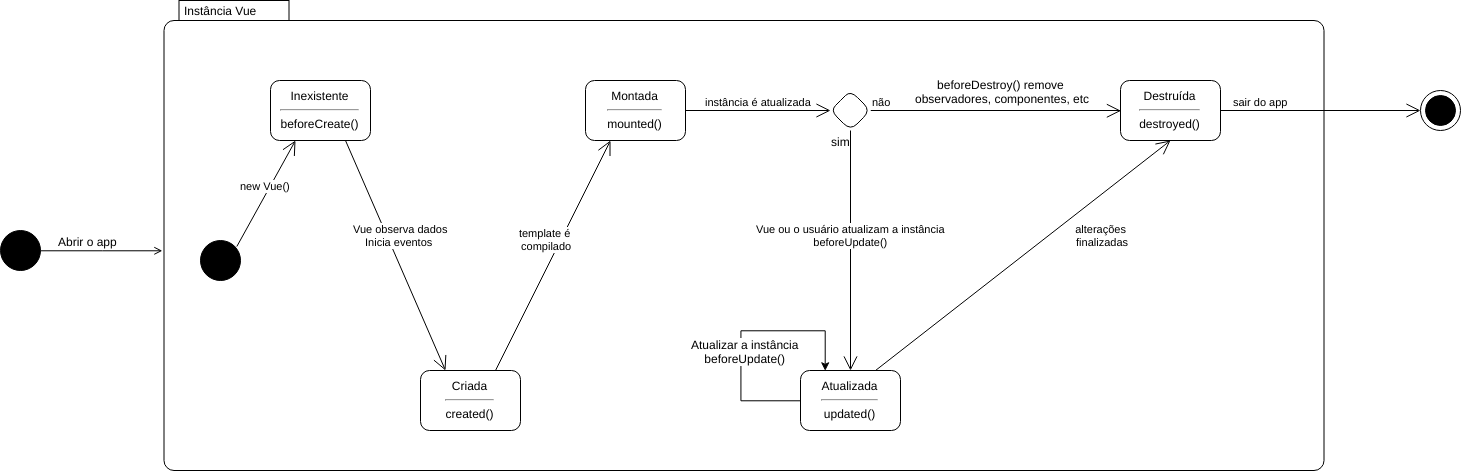 Instância Vue
Inexistente
beforeCreate()
Montada
mounted()
instância é atualizada
não
beforeDestroy() remove
observadores, componentes, etc
Destruída
destroyed()
sair do app
sim
new Vue()
Abrir o app
Vue observa dados
Inicia eventos
template é
compilado
Vue ou o usuário atualizam a instância
beforeUpdate()
alterações
finalizadas
Atualizar a instância
beforeUpdate()
Criada
created()
Atualizada
updated()